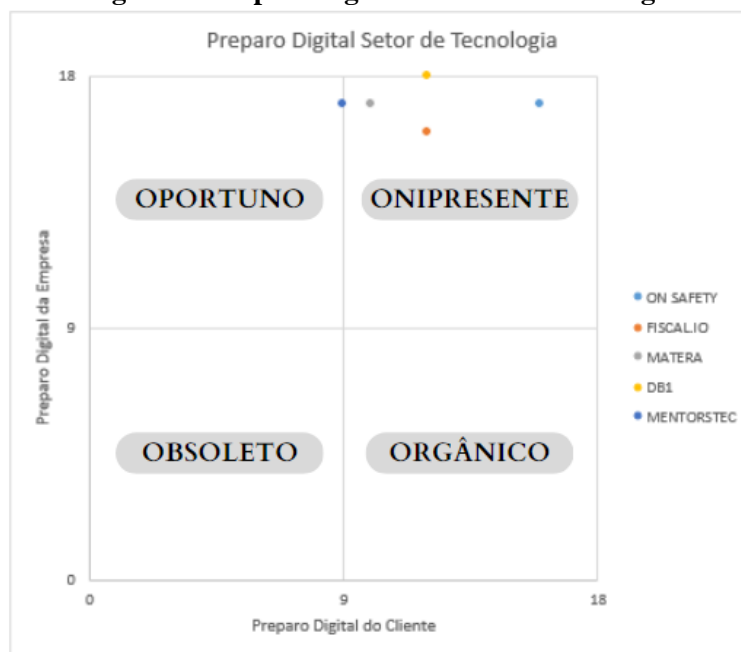 Preparo Digital Setor de Tecnologia
18
OPORTUNO
ONIPRESENTE
Preparo Digital da Empresa
9
ON SAFETY
FISCAL.IO
MATERA
DB1
MENTORSTEC
OBSOLETO
ORGÂNICO
0
0
9
18
Preparo Digital do Cliente